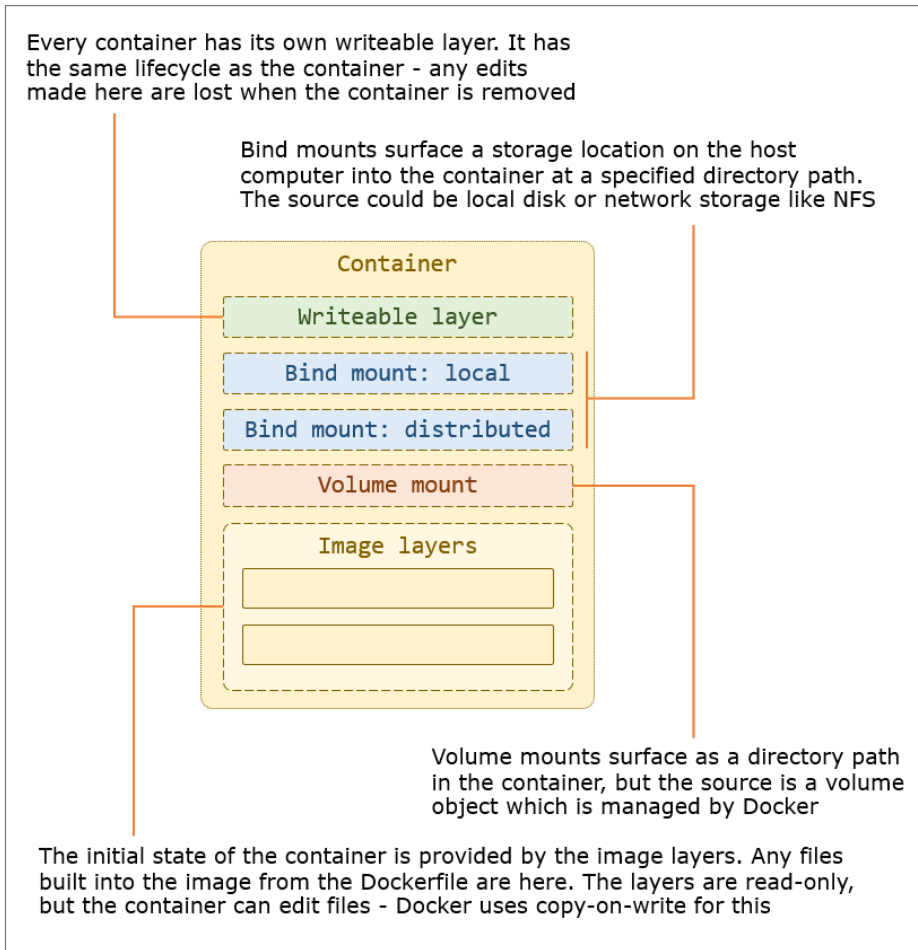 Every container has its own writeable layer. It has
the same lifecycle as the container - any edits
made here are lost when the container is removed
Bind mounts surface a storage location on the host
computer into the container at a specified directory path.
The source could be local disk or network storage like NFS
Container
Writeable layer
Bind mount: local
Bind mount: distributed
Volume mount
Image layers
Volume mounts surface as a directory path
in the container, but the source is a volume
object which is managed by Docker
The initial state of the container is provided by the image layers. Any files
built into the image from the Dockerfile are here. The layers are read-only,
but the container can edit files - Docker uses copy-on-write for this